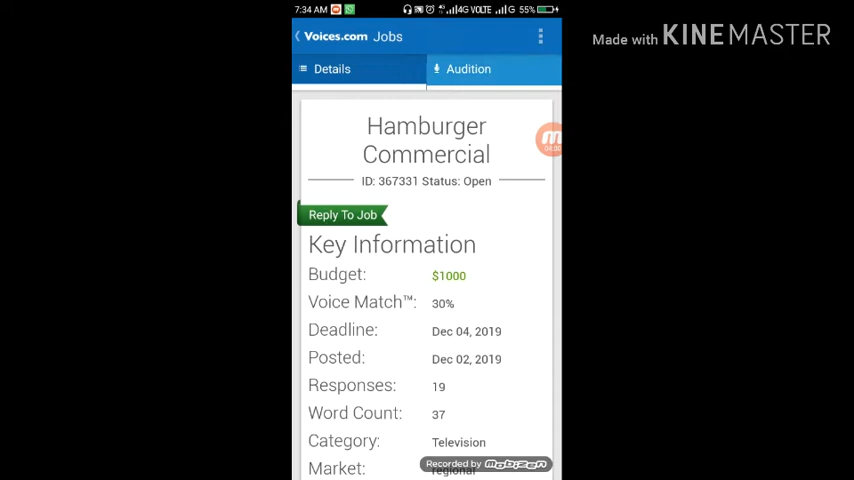 7:34 AM 4G VOLTE G 55%
Made with KINEMASTER
Voices.com Jobs
Details Audition
Hamburger
Commercial
ID: 367331 Status: Open
Reply To Job
Key Information
Budget: $1000
Voice Match™: 30%
Deadline: Dec 04, 2019
Posted: Dec 02, 2019
Responses: 19
Word Count: 37
Category: Television
Recorded by mobizen
Market: regional